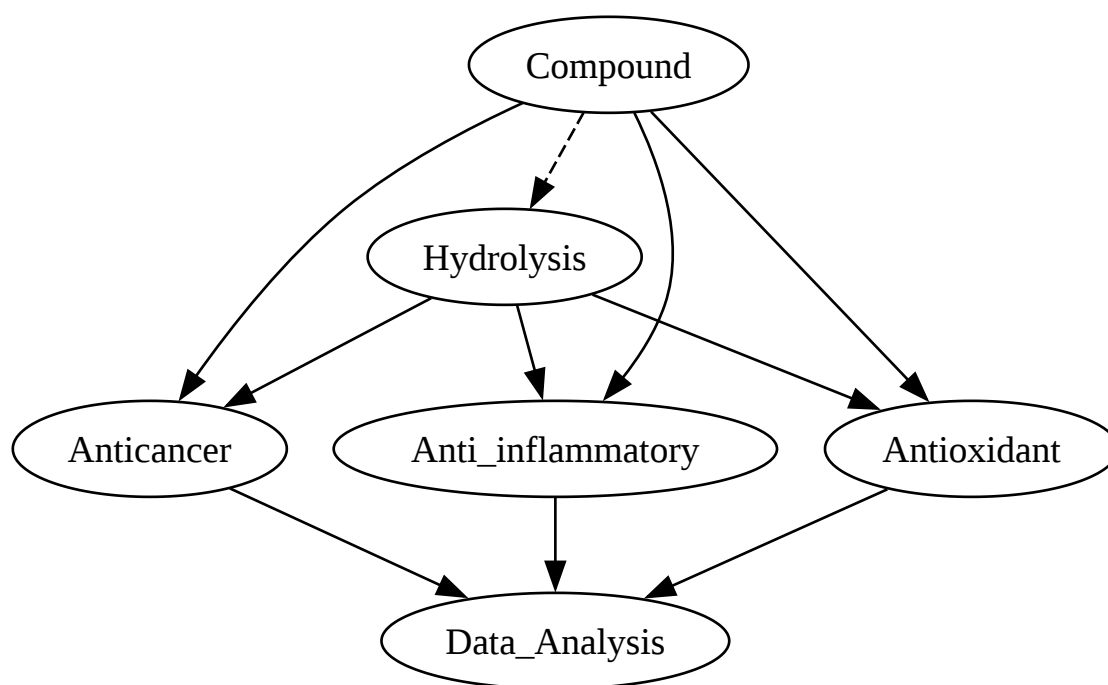 Compound
Hydrolysis
Anticancer
Anti_inflammatory
Antioxidant
Data_Analysis